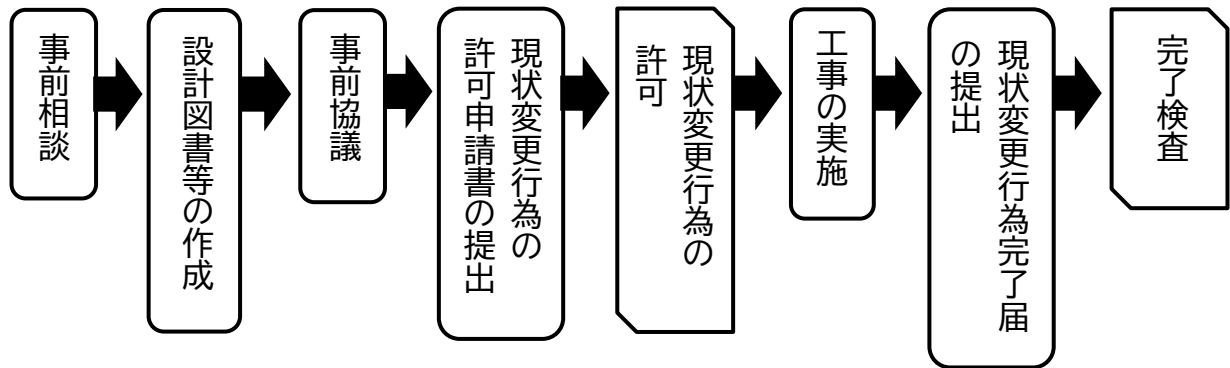 事前相談
設計図書等の作成
事前協議
現状変更行為の
許可申請書の提出
現状変更行為の
許可
工事の実施
現状変更行為完了届
の提出
完了検査